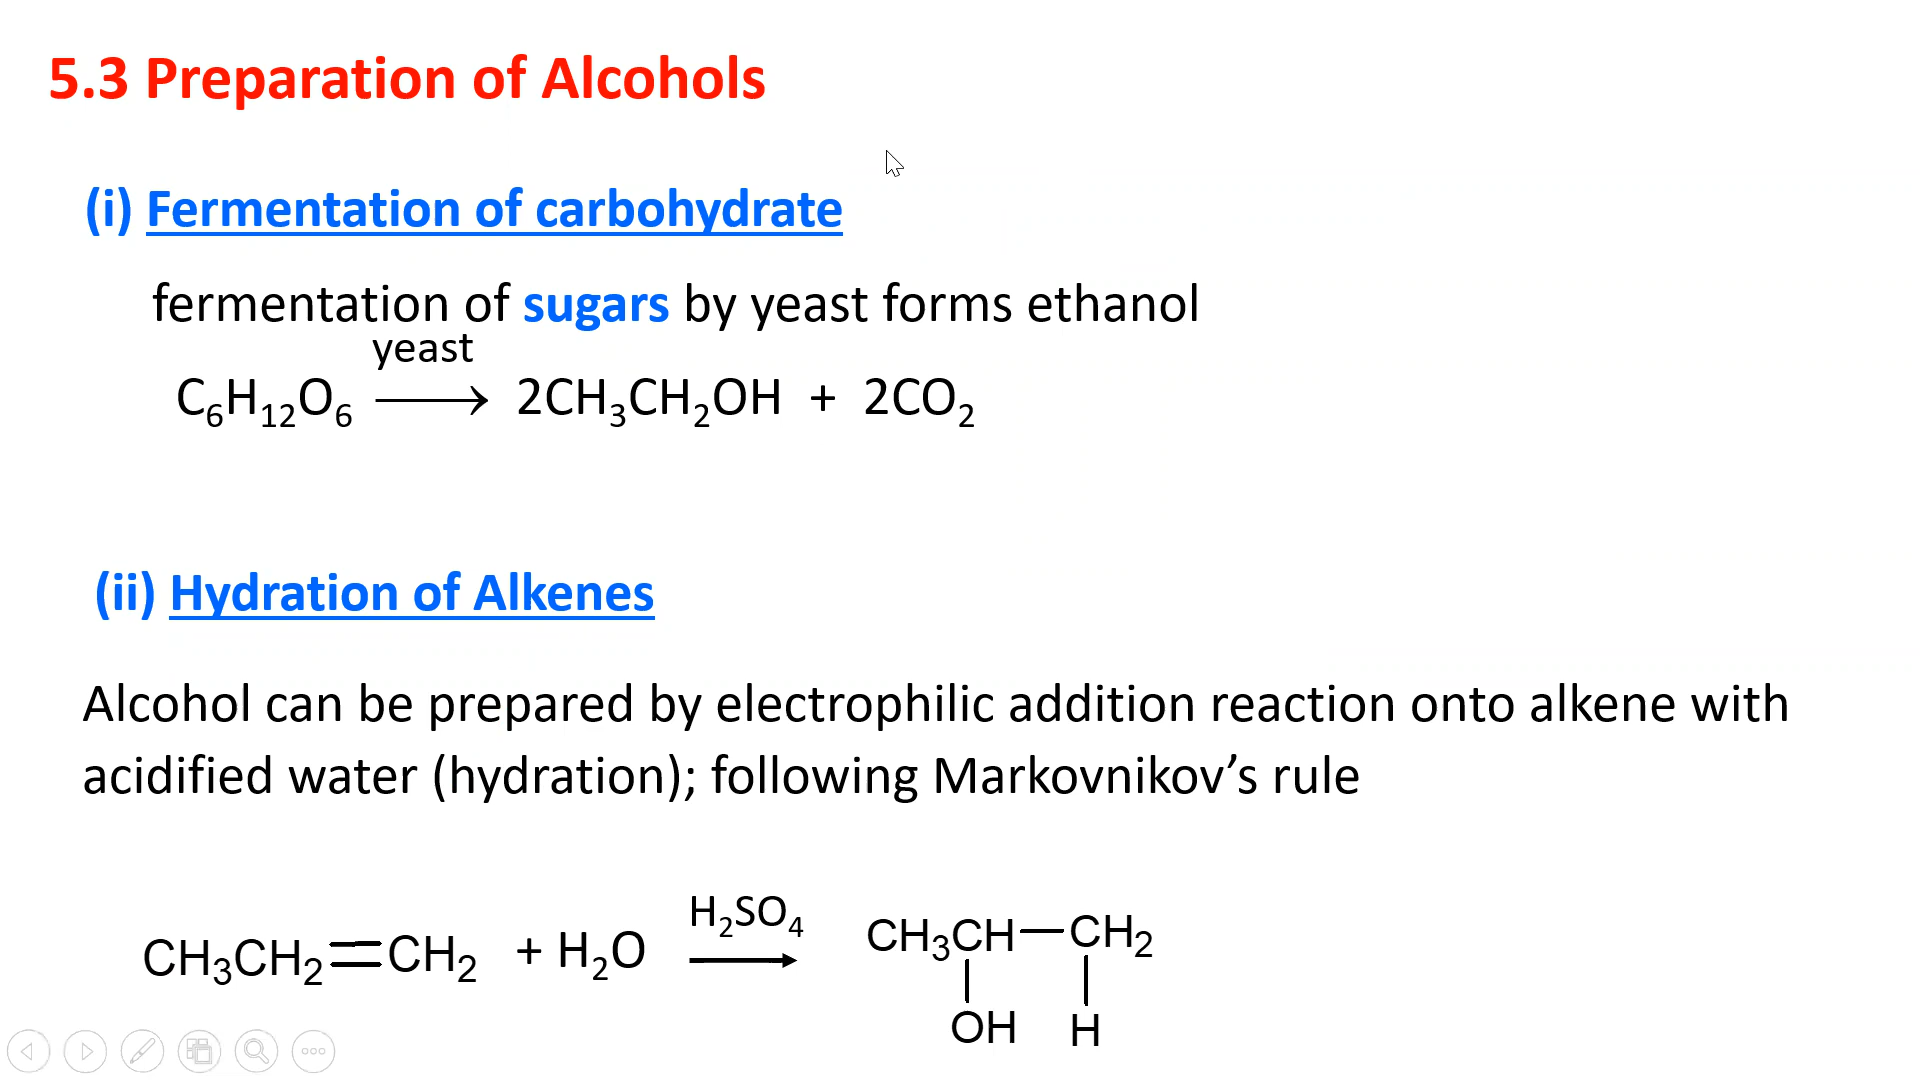 5.3 Preparation of Alcohols
(i) Fermentation of carbohydrate
fermentation of sugars by yeast forms ethanol
yeast
C₆H₁₂O₆ ⟶ 2CH₃CH₂OH + 2CO₂
(ii) Hydration of Alkenes
Alcohol can be prepared by electrophilic addition reaction onto alkene with
acidified water (hydration); following Markovnikov’s rule
H₂SO₄
CH₃CH₂=CH₂ + H₂O ⟶ CH₃CH—CH₂
OH H